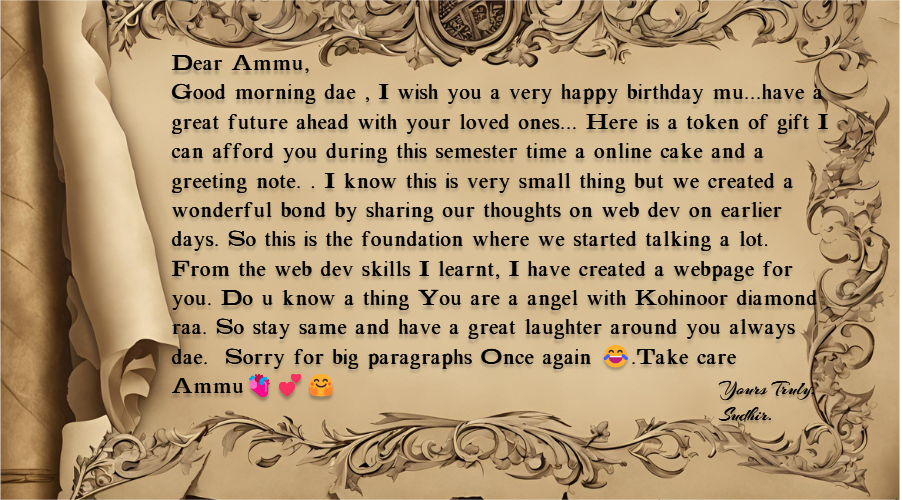 Dear Ammu,
Good morning dae , I wish you a very happy birthday mu...have a
great future ahead with your loved ones... Here is a token of gift I
can afford you during this semester time a online cake and a
greeting note. . I know this is very small thing but we created a
wonderful bond by sharing our thoughts on web dev on earlier
days. So this is the foundation where we started talking a lot.
From the web dev skills I learnt, I have created a webpage for
you. Do u know a thing You are a angel with Kohinoor diamond
raa. So stay same and have a great laughter around you always
dae.  Sorry for big paragraphs Once again 😂.Take care
Ammu🫀💕🤗
Yours Truly,
Sudhir.